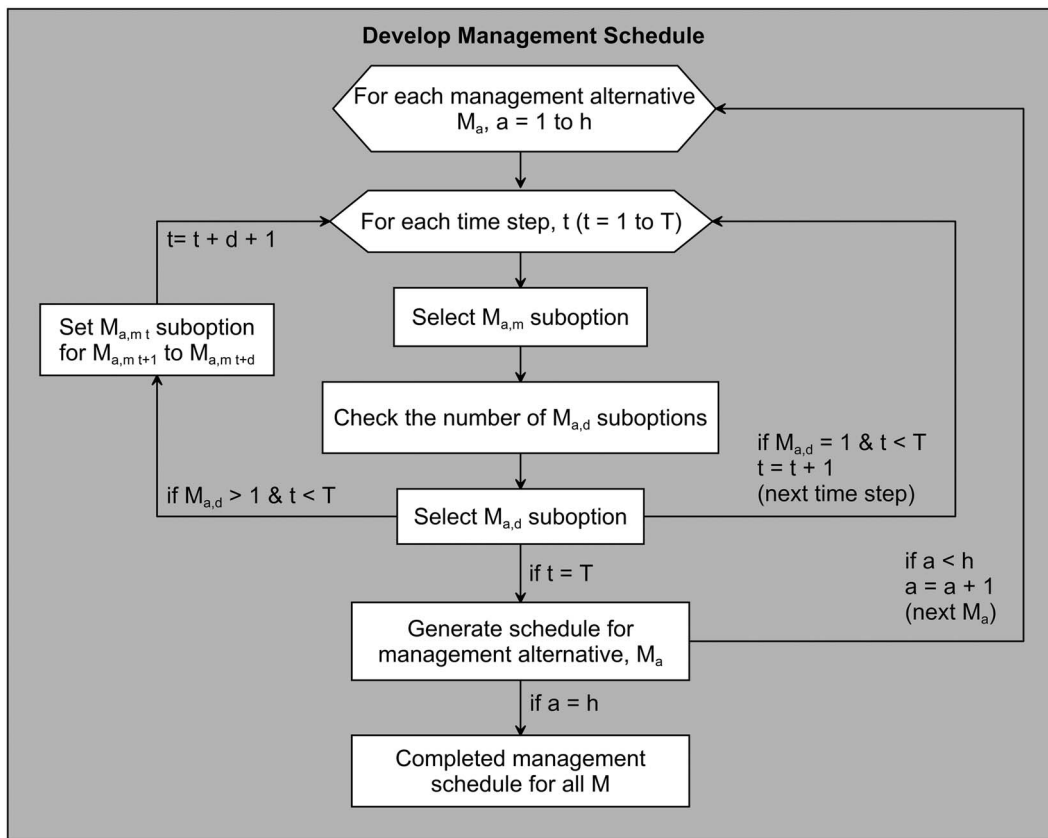 Develop Management Schedule
For each management alternative
Mₐ, a = 1 to h
For each time step, t (t = 1 to T)
t= t + d + 1
Select Mₐ,m suboption
Set Mₐ,m t suboption
for Mₐ,m t+1 to Mₐ,m t+d
Check the number of Mₐ,d suboptions
if Mₐ,d = 1 & t < T
t = t + 1
(next time step)
if Mₐ,d > 1 & t < T
Select Mₐ,d suboption
if t = T
if a < h
a = a + 1
(next Mₐ)
Generate schedule for
management alternative, Mₐ
if a = h
Completed management
schedule for all M